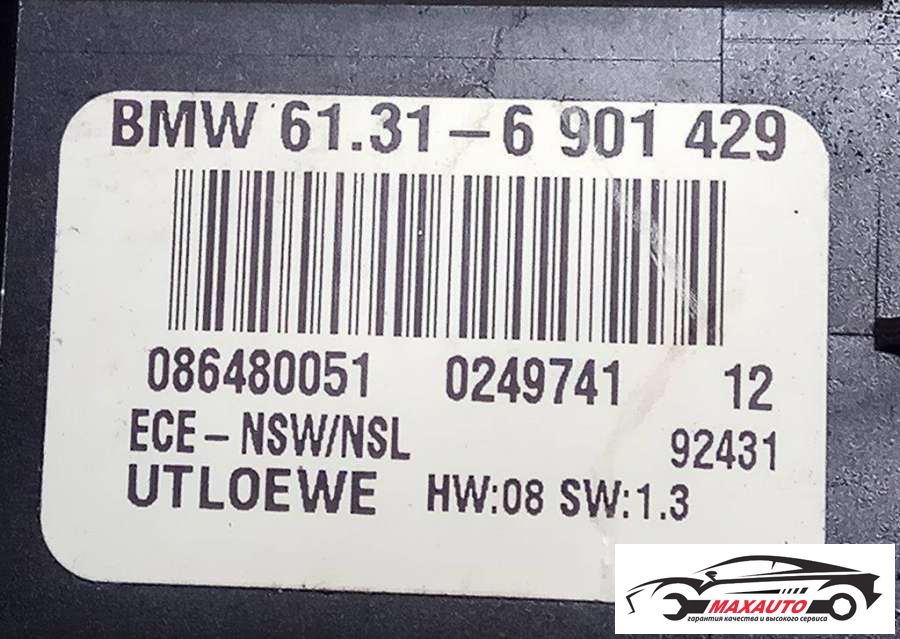 BMW 61.31 – 6 901 429
086480051 0249741 12
ECE – NSW/NSL 92431
UTLOEWE HW:08 SW:1.3
MAXAUTO
гарантия качества и высокого сервиса